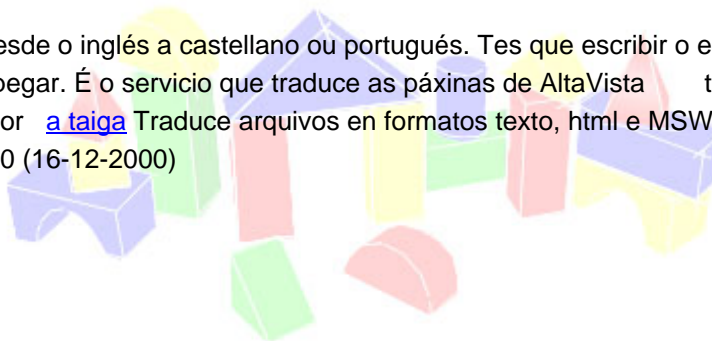 esde o inglés a castellano ou portugués. Tes que escribir o e
pegar. É o servicio que traduce as páxinas de AltaVista t
or a taiga Traduce arquivos en formatos texto, html e MSW
0 (16-12-2000)